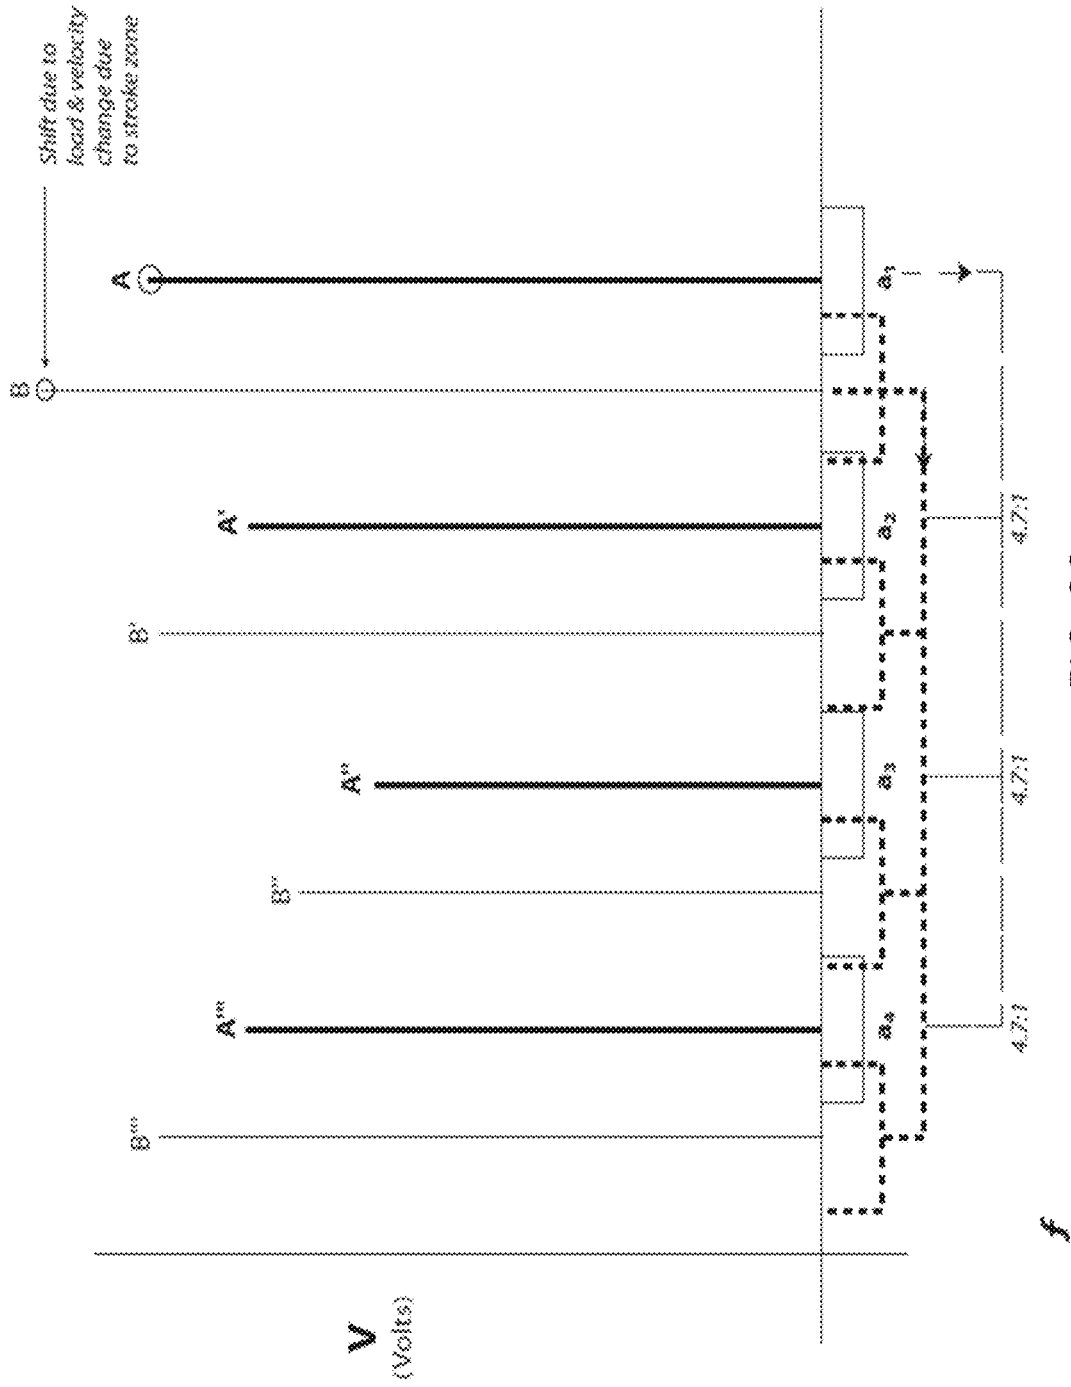 Shift due to
load & velocity
change due
to stroke zone
B
A
A'
B'
A"
B"
A'''
B'''
V
(Volts)
a₁
a₂
a₃
a₄
4.7:1
4.7:1
4.7:1
f